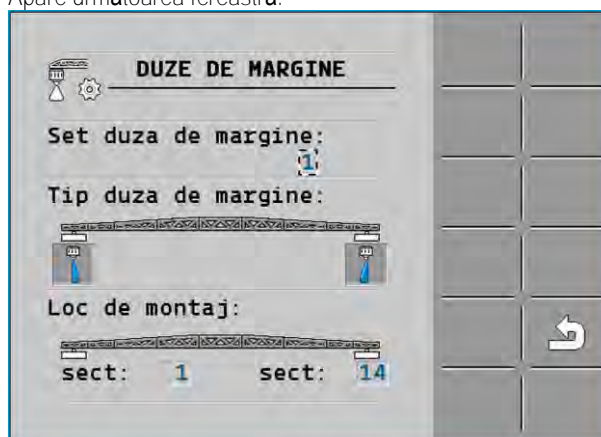 Apare următoarea fereastră:
DUZE DE MARGINE
Set duza de margine:
1
Tip duza de margine:
Loc de montaj:
sect: 1 sect: 14